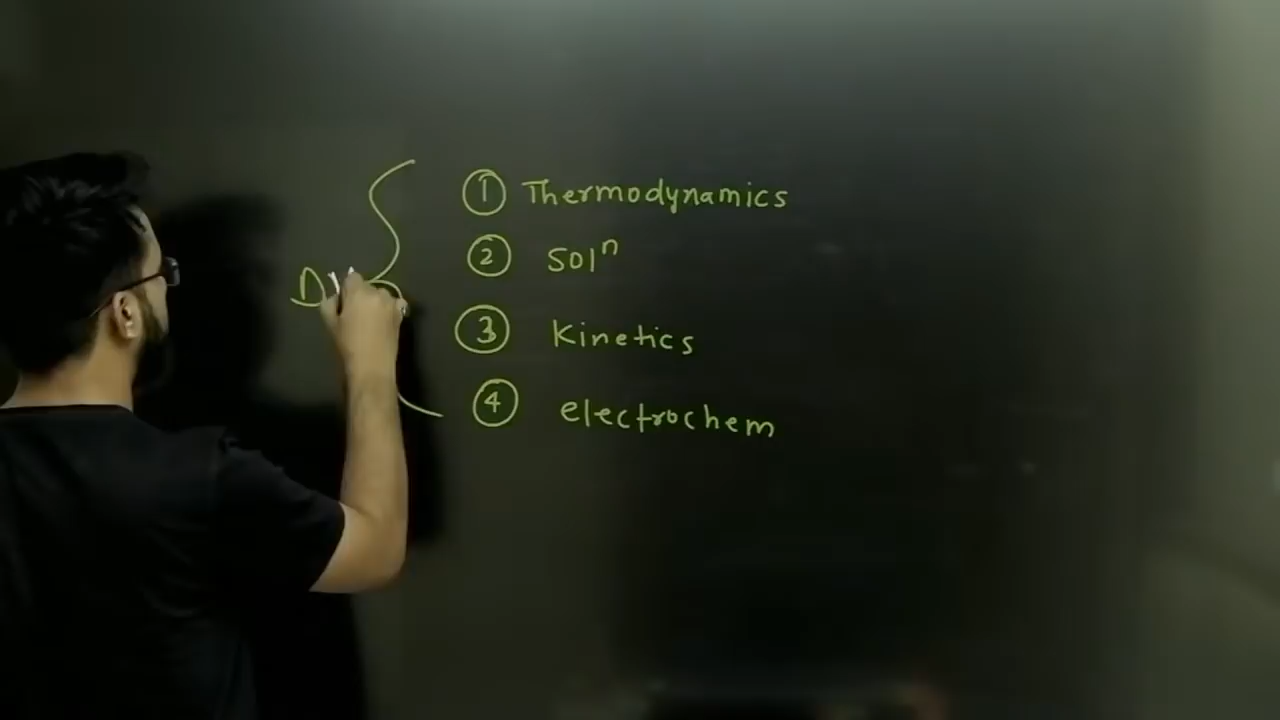 ① Thermodynamics
② Solⁿ
③ Kinetics
④ electrochem